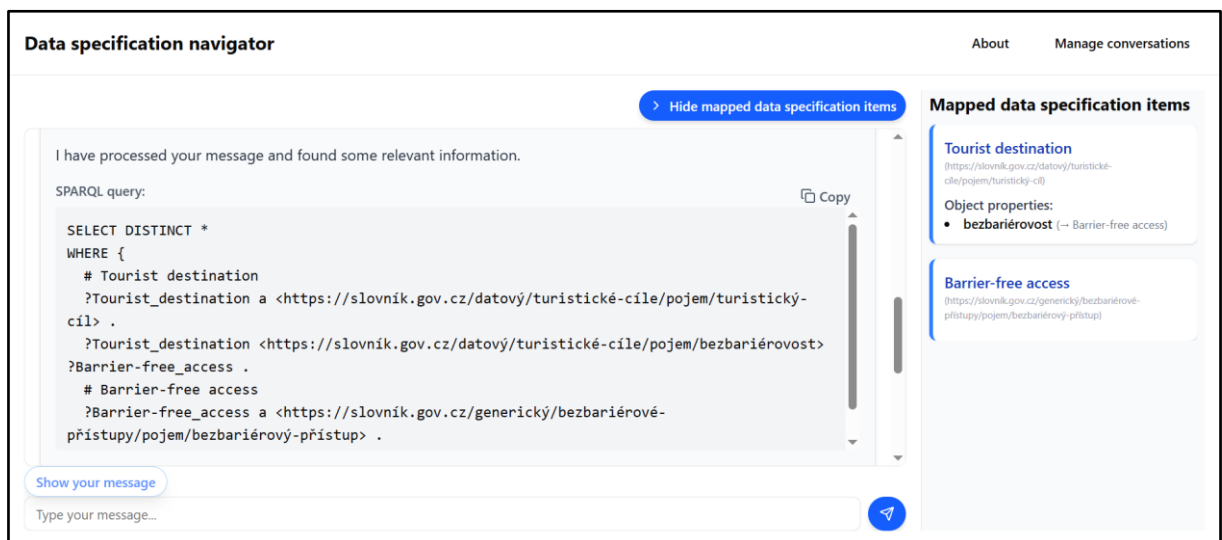 Data specification navigator
About
Manage conversations
Hide mapped data specification items
I have processed your message and found some relevant information.
SPARQL query:
Copy
SELECT DISTINCT *
WHERE {
# Tourist destination
?Tourist_destination a <https://slovník.gov.cz/datový/turistické-cíle/pojem/turistický-
cíl> .
?Tourist_destination <https://slovník.gov.cz/datový/turistické-cíle/pojem/bezbariérovost>
?Barrier-free_access .
# Barrier-free access
?Barrier-free_access a <https://slovník.gov.cz/generický/bezbariérové-
přístupy/pojem/bezbariérový-přístup> .
Show your message
Type your message...
Mapped data specification items
Tourist destination
(https://slovník.gov.cz/datový/turistické-
cíle/pojem/turistický-cíl)
Object properties:
• bezbariérovost (→ Barrier-free access)
Barrier-free access
(https://slovník.gov.cz/generický/bezbariérové-
přístupy/pojem/bezbariérový-přístup)